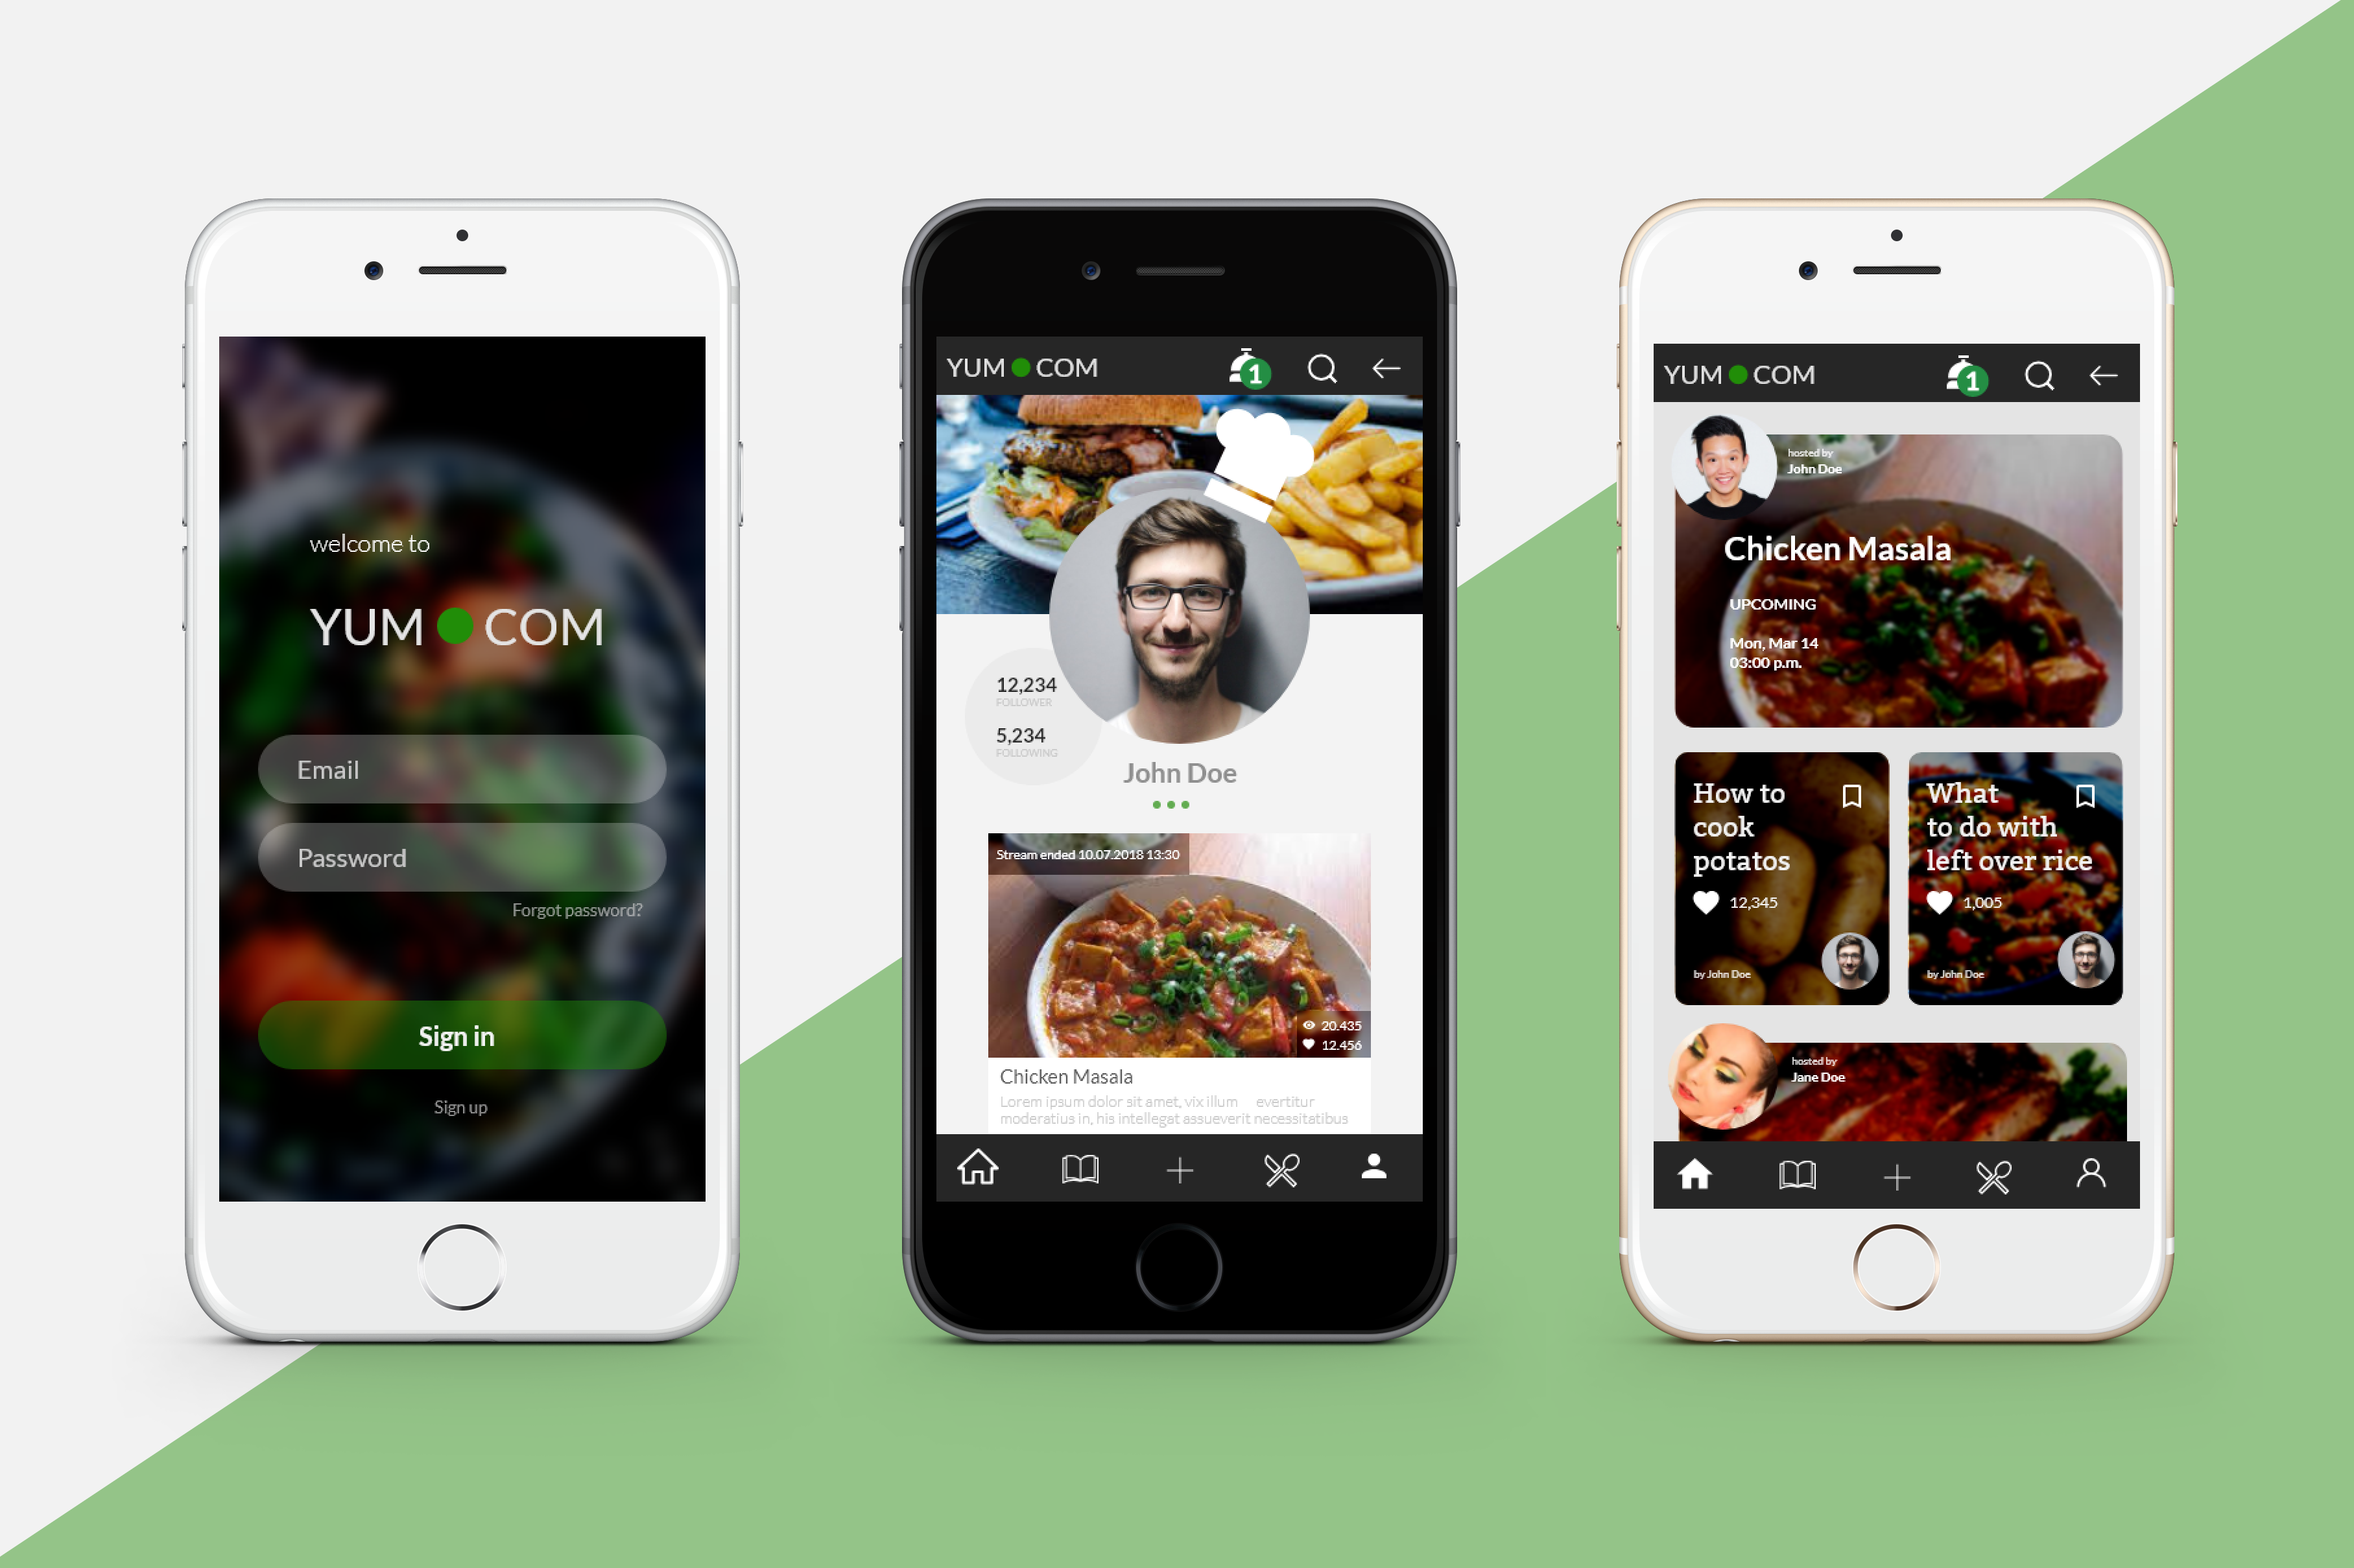 welcome to
YUM COM
Email
Password
Forgot password?
Sign in
Sign up
YUM COM
1
12,234
FOLLOWER
5,234
FOLLOWING
John Doe
Stream ended 10.07.2018 13:30
20.435
12.456
Chicken Masala
Lorem ipsum dolor sit amet, vix illum evertitur
moderatius in, his intellegat assueverit necessitatibus
YUM COM
1
hosted by
John Doe
Chicken Masala
UPCOMING
Mon, Mar 14
03:00 p.m.
How to
cook
potatos
12,345
by John Doe
What
to do with
left over rice
1,005
by John Doe
hosted by
Jane Doe